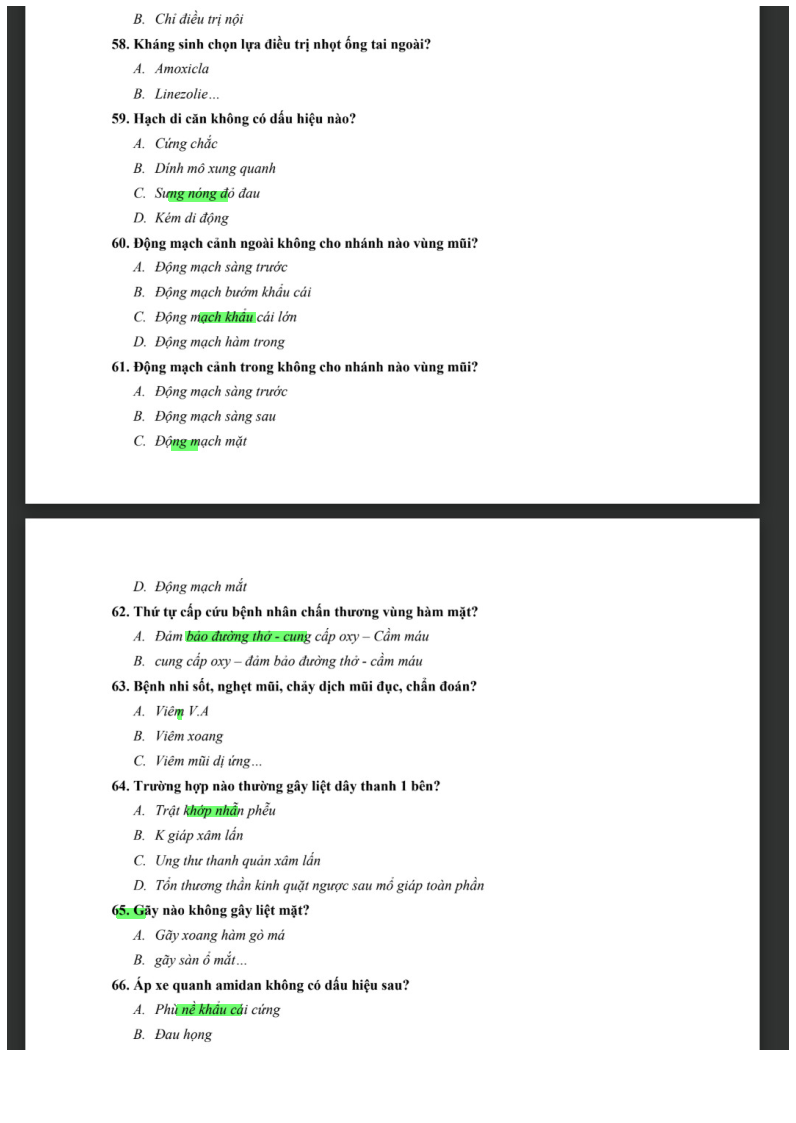 B. Chỉ điều trị nội
58. Kháng sinh chọn lựa điều trị nhọt ống tai ngoài?
A. Amoxicla
B. Linezolie…
59. Hạch di căn không có dấu hiệu nào?
A. Cứng chắc
B. Dính mô xung quanh
C. Sưng nóng đỏ đau
D. Kém di động
60. Động mạch cảnh ngoài không cho nhánh nào vùng mũi?
A. Động mạch sàng trước
B. Động mạch bướm khẩu cái
C. Động mạch khẩu cái lớn
D. Động mạch hàm trong
61. Động mạch cảnh trong không cho nhánh nào vùng mũi?
A. Động mạch sàng trước
B. Động mạch sàng sau
C. Động mạch mặt
D. Động mạch mắt
62. Thứ tự cấp cứu bệnh nhân chấn thương vùng hàm mặt?
A. Đảm bảo đường thở - cung cấp oxy – Cầm máu
B. cung cấp oxy – đảm bảo đường thở - cầm máu
63. Bệnh nhi sốt, nghẹt mũi, chảy dịch mũi đục, chẩn đoán?
A. Viêm V.A
B. Viêm xoang
C. Viêm mũi dị ứng…
64. Trường hợp nào thường gây liệt dây thanh 1 bên?
A. Trật khớp nhẫn phễu
B. K giáp xâm lấn
C. Ung thư thanh quản xâm lấn
D. Tổn thương thần kinh quặt ngược sau mổ giáp toàn phần
65. Gãy nào không gây liệt mặt?
A. Gãy xoang hàm gò má
B. gãy sàn ổ mắt…
66. Áp xe quanh amidan không có dấu hiệu sau?
A. Phù nề khẩu cái cứng
B. Đau họng